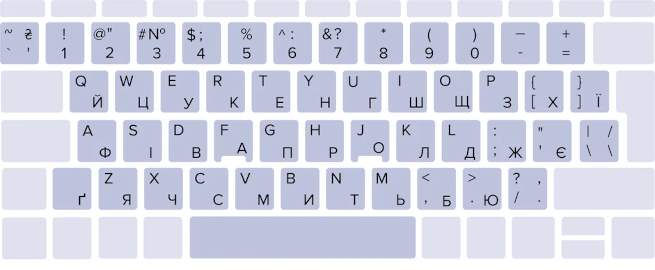 ~ ₴ ! @" #№ $; % ^: &? * ( ) — +
` ' 1 2 3 4 5 6 7 8 9 0 - =
Q W E R T Y U I O P { }
Й Ц У К Е Н Г Ш Щ З [ Х ] Ї
A S D F G H J K L : " | /
Ф І В А П Р О Л Д ; Ж ' Є \ \
Z X C V B N M < > ? ,
Ґ Я Ч С М И Т Ь , Б . Ю / .